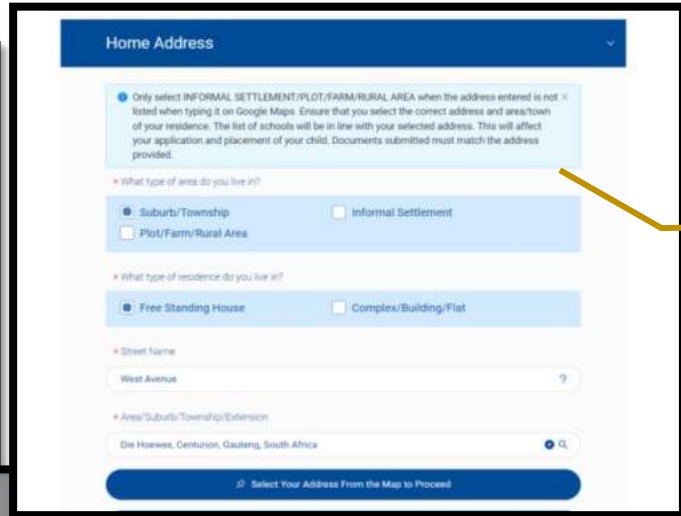 Home Address
Only select INFORMAL SETTLEMENT/PLOT/FARM/RURAL AREA when the address entered is not
listed when typing it on Google Maps. Ensure that you select the correct address and area/town
of your residence. The list of schools will be in line with your selected address. This will affect
your application and placement of your child. Documents submitted must match the address
provided.
* What type of area do you live in?
Suburb/Township
Informal Settlement
Plot/Farm/Rural Area
* What type of residence do you live in?
Free Standing House
Complex/Building/Flat
* Street Name
West Avenue
* Area/Suburb/Township/Extension
Die Hoewes, Centurion, Gauteng, South Africa
Select Your Address From the Map to Proceed